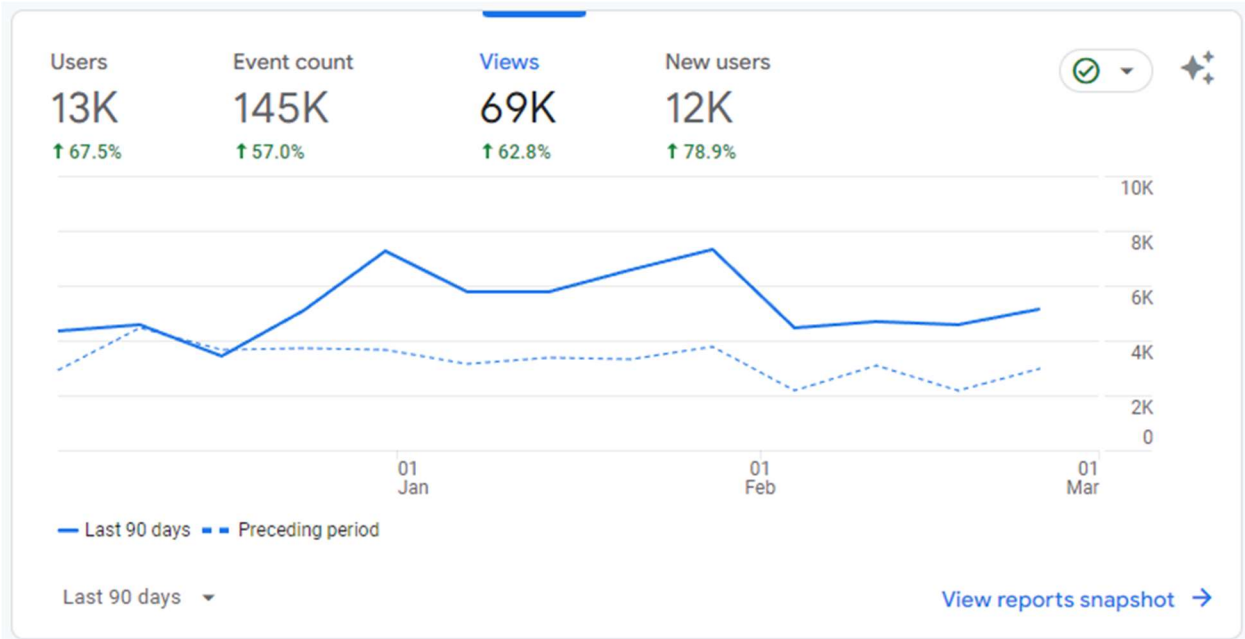 Users Event count Views New users
13K 145K 69K 12K
↑ 67.5% ↑ 57.0% ↑ 62.8% ↑ 78.9%
10K
8K
6K
4K
2K
0
01 01 01
Jan Feb Mar
Last 90 days Preceding period
Last 90 days View reports snapshot →